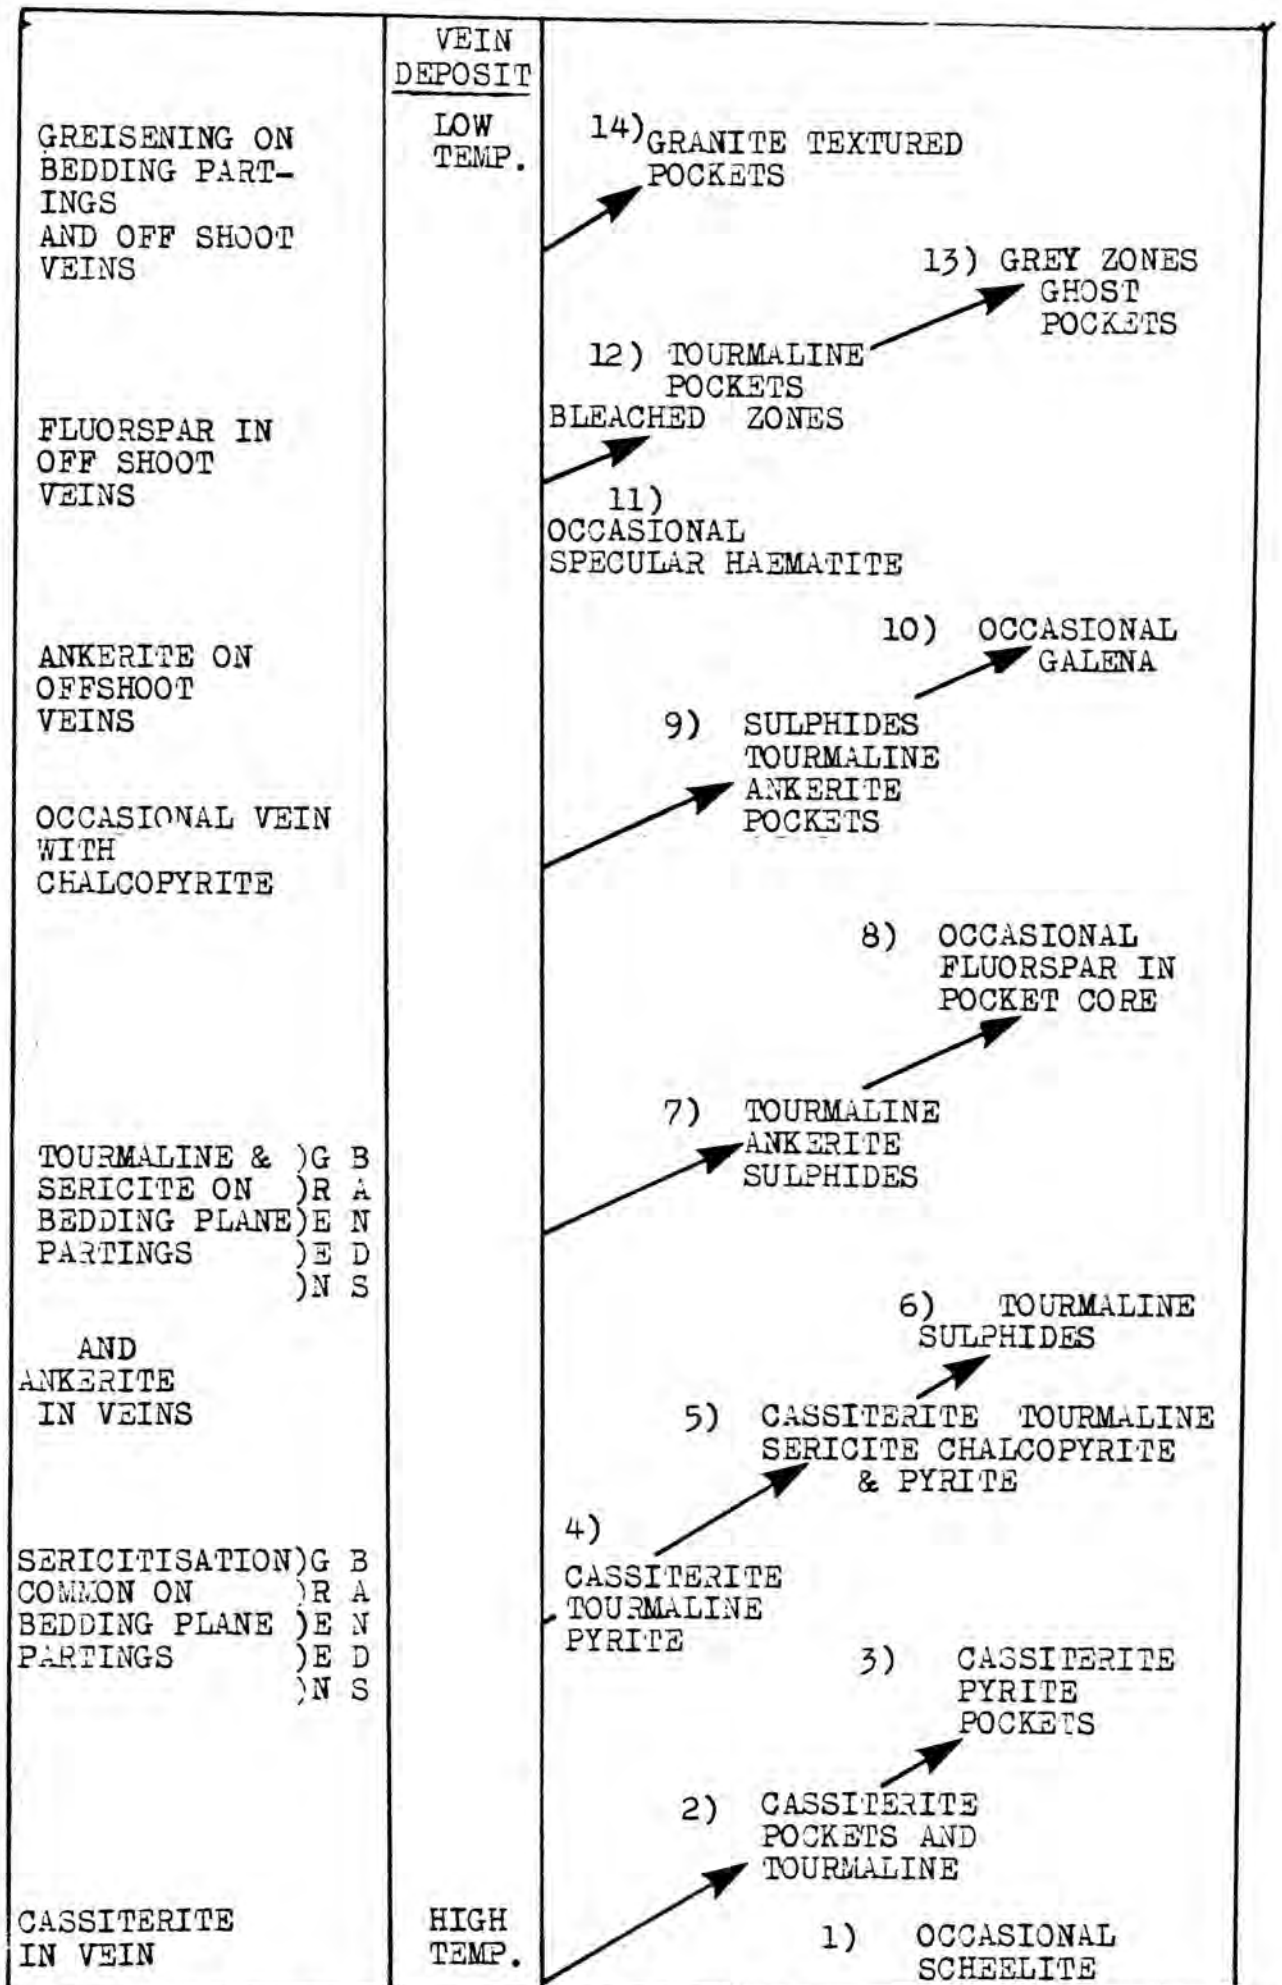 VEIN
DEPOSIT
LOW
TEMP.
HIGH
TEMP.
GREISENING ON
BEDDING PART-
INGS
AND OFF SHOOT
VEINS
FLUORSPAR IN
OFF SHOOT
VEINS
ANKERITE ON
OFFSHOOT
VEINS
OCCASIONAL VEIN
WITH
CHALCOPYRITE
TOURMALINE & )G B
SERICITE ON )R A
BEDDING PLANE)E N
PARTINGS )E D
)N S
AND
ANKERITE
IN VEINS
SERICITISATION)G B
COMMON ON )R A
BEDDING PLANE )E N
PARTINGS )E D
)N S
CASSITERITE
IN VEIN
14) GRANITE TEXTURED
POCKETS
13) GREY ZONES
GHOST
POCKETS
12) TOURMALINE
POCKETS
BLEACHED ZONES
11)
OCCASIONAL
SPECULAR HAEMATITE
10) OCCASIONAL
GALENA
9) SULPHIDES
TOURMALINE
ANKERITE
POCKETS
8) OCCASIONAL
FLUORSPAR IN
POCKET CORE
7) TOURMALINE
ANKERITE
SULPHIDES
6) TOURMALINE
SULPHIDES
5) CASSITERITE TOURMALINE
SERICITE CHALCOPYRITE
& PYRITE
4)
CASSITERITE
TOURMALINE
PYRITE
3) CASSITERITE
PYRITE
POCKETS
2) CASSITERITE
POCKETS AND
TOURMALINE
1) OCCASIONAL
SCHEELITE